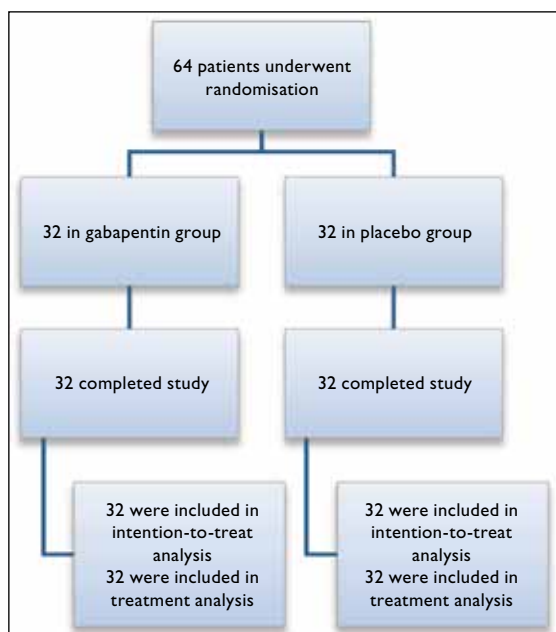 64 patients underwent
randomisation
32 in gabapentin group
32 in placebo group
32 completed study
32 completed study
32 were included in
intention-to-treat
analysis
32 were included in
treatment analysis
32 were included in
intention-to-treat
analysis
32 were included in
treatment analysis